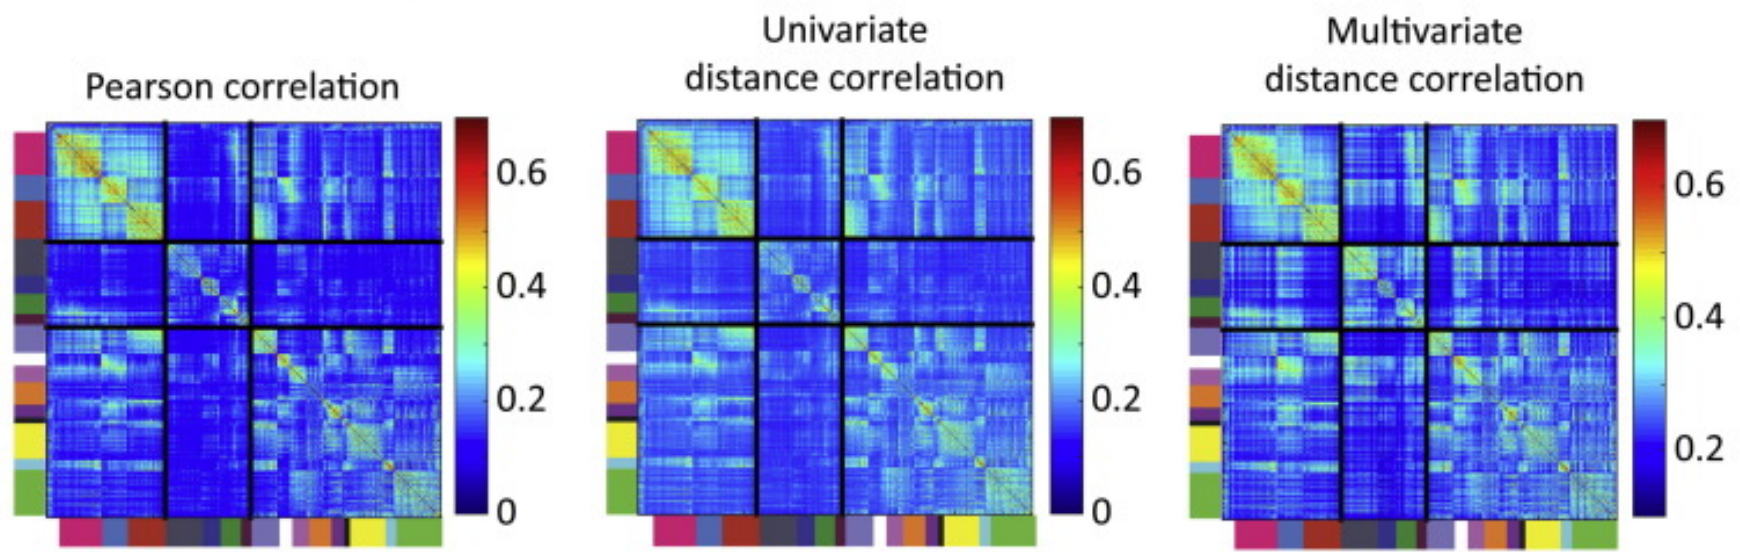 Pearson correlation
Univariate
distance correlation
Multivariate
distance correlation
0.6
0.4
0.2
0
0.6
0.4
0.2
0
0.6
0.4
0.2